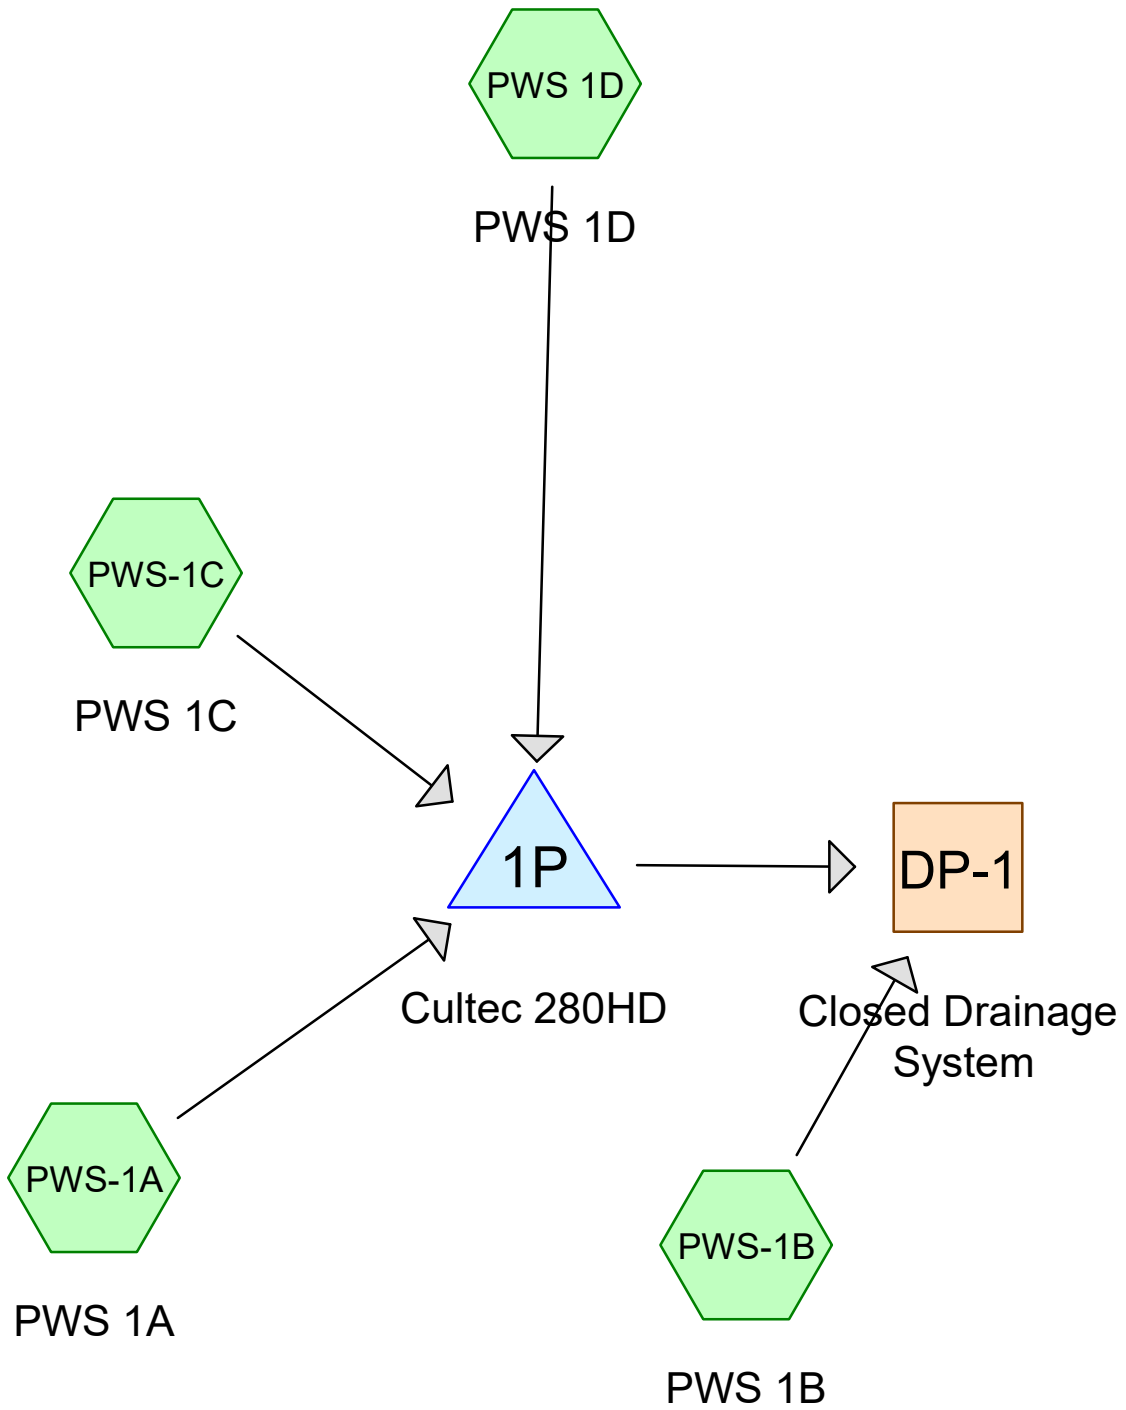 PWS 1D
PWS 1D
PWS-1C
PWS 1C
1P
DP-1
Cultec 280HD
Closed Drainage
System
PWS-1A
PWS 1A
PWS-1B
PWS 1B